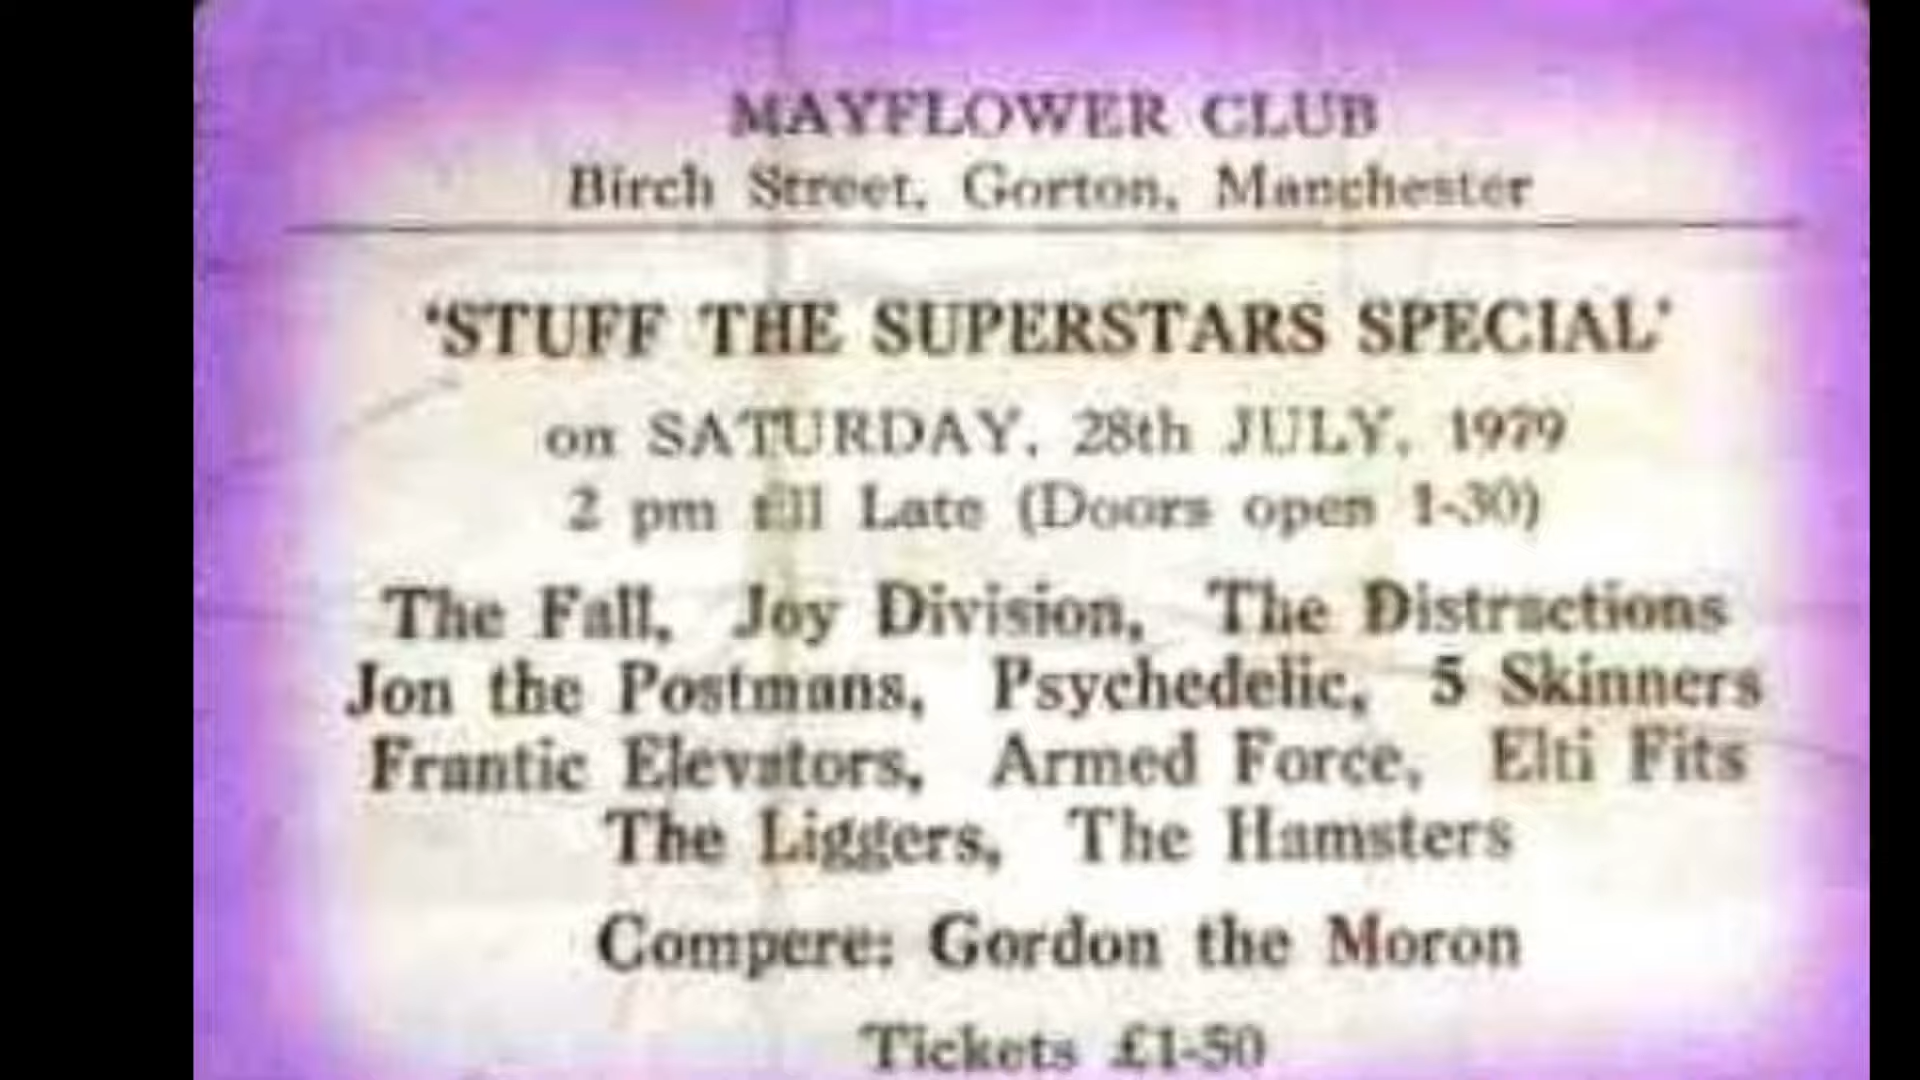 MAYFLOWER CLUB
Birch Street, Gorton, Manchester
'STUFF THE SUPERSTARS SPECIAL'
on SATURDAY, 28th JULY, 1979
2 pm till Late (Doors open 1-30)
The Fall, Joy Division, The Distractions
Jon the Postmans, Psychedelic, 5 Skinners
Frantic Elevators, Armed Force, Elti Fits
The Liggers, The Hamsters
Compere: Gordon the Moron
Tickets £1-50